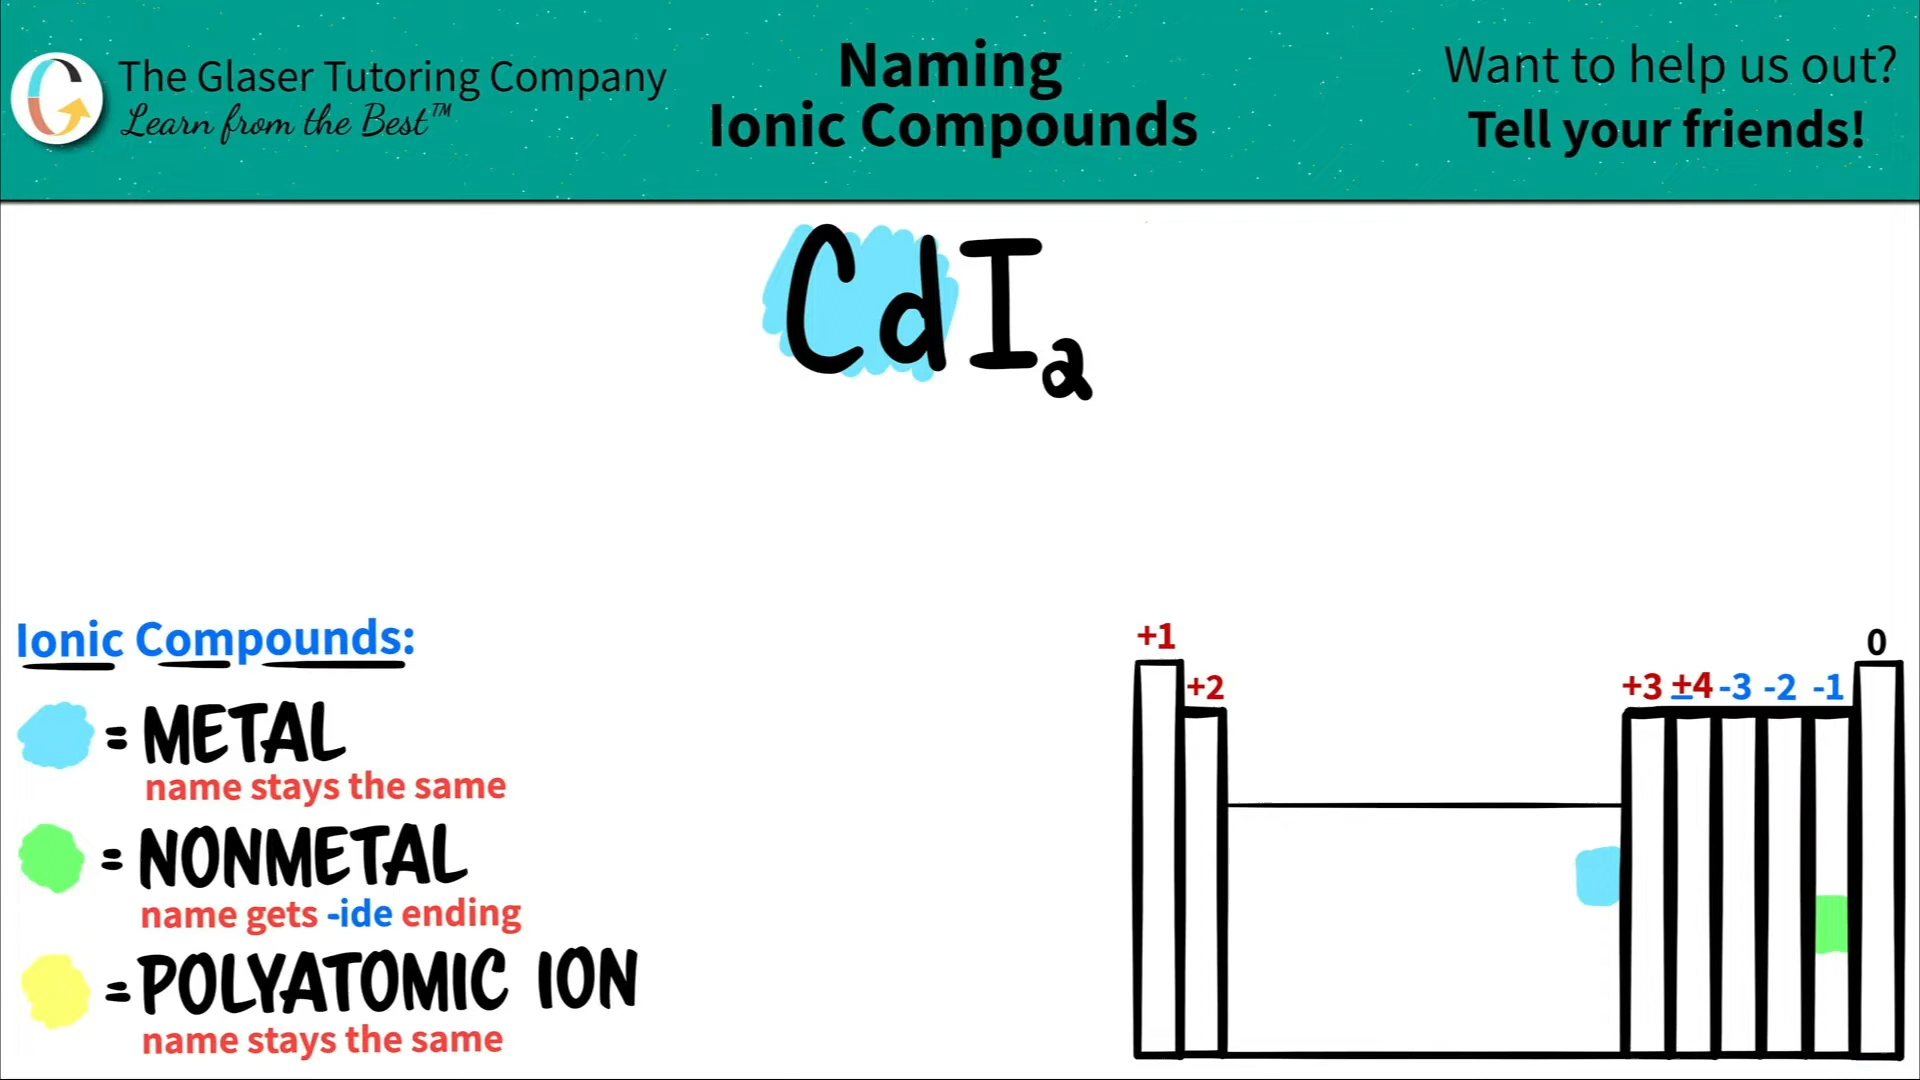 The Glaser Tutoring Company
Learn from the Best™
Naming
Ionic Compounds
Want to help us out?
Tell your friends!
CdI₂
Ionic Compounds:
= METAL
name stays the same
= NONMETAL
name gets -ide ending
= POLYATOMIC ION
name stays the same
+1
0
+2
+3 ±4 -3 -2 -1